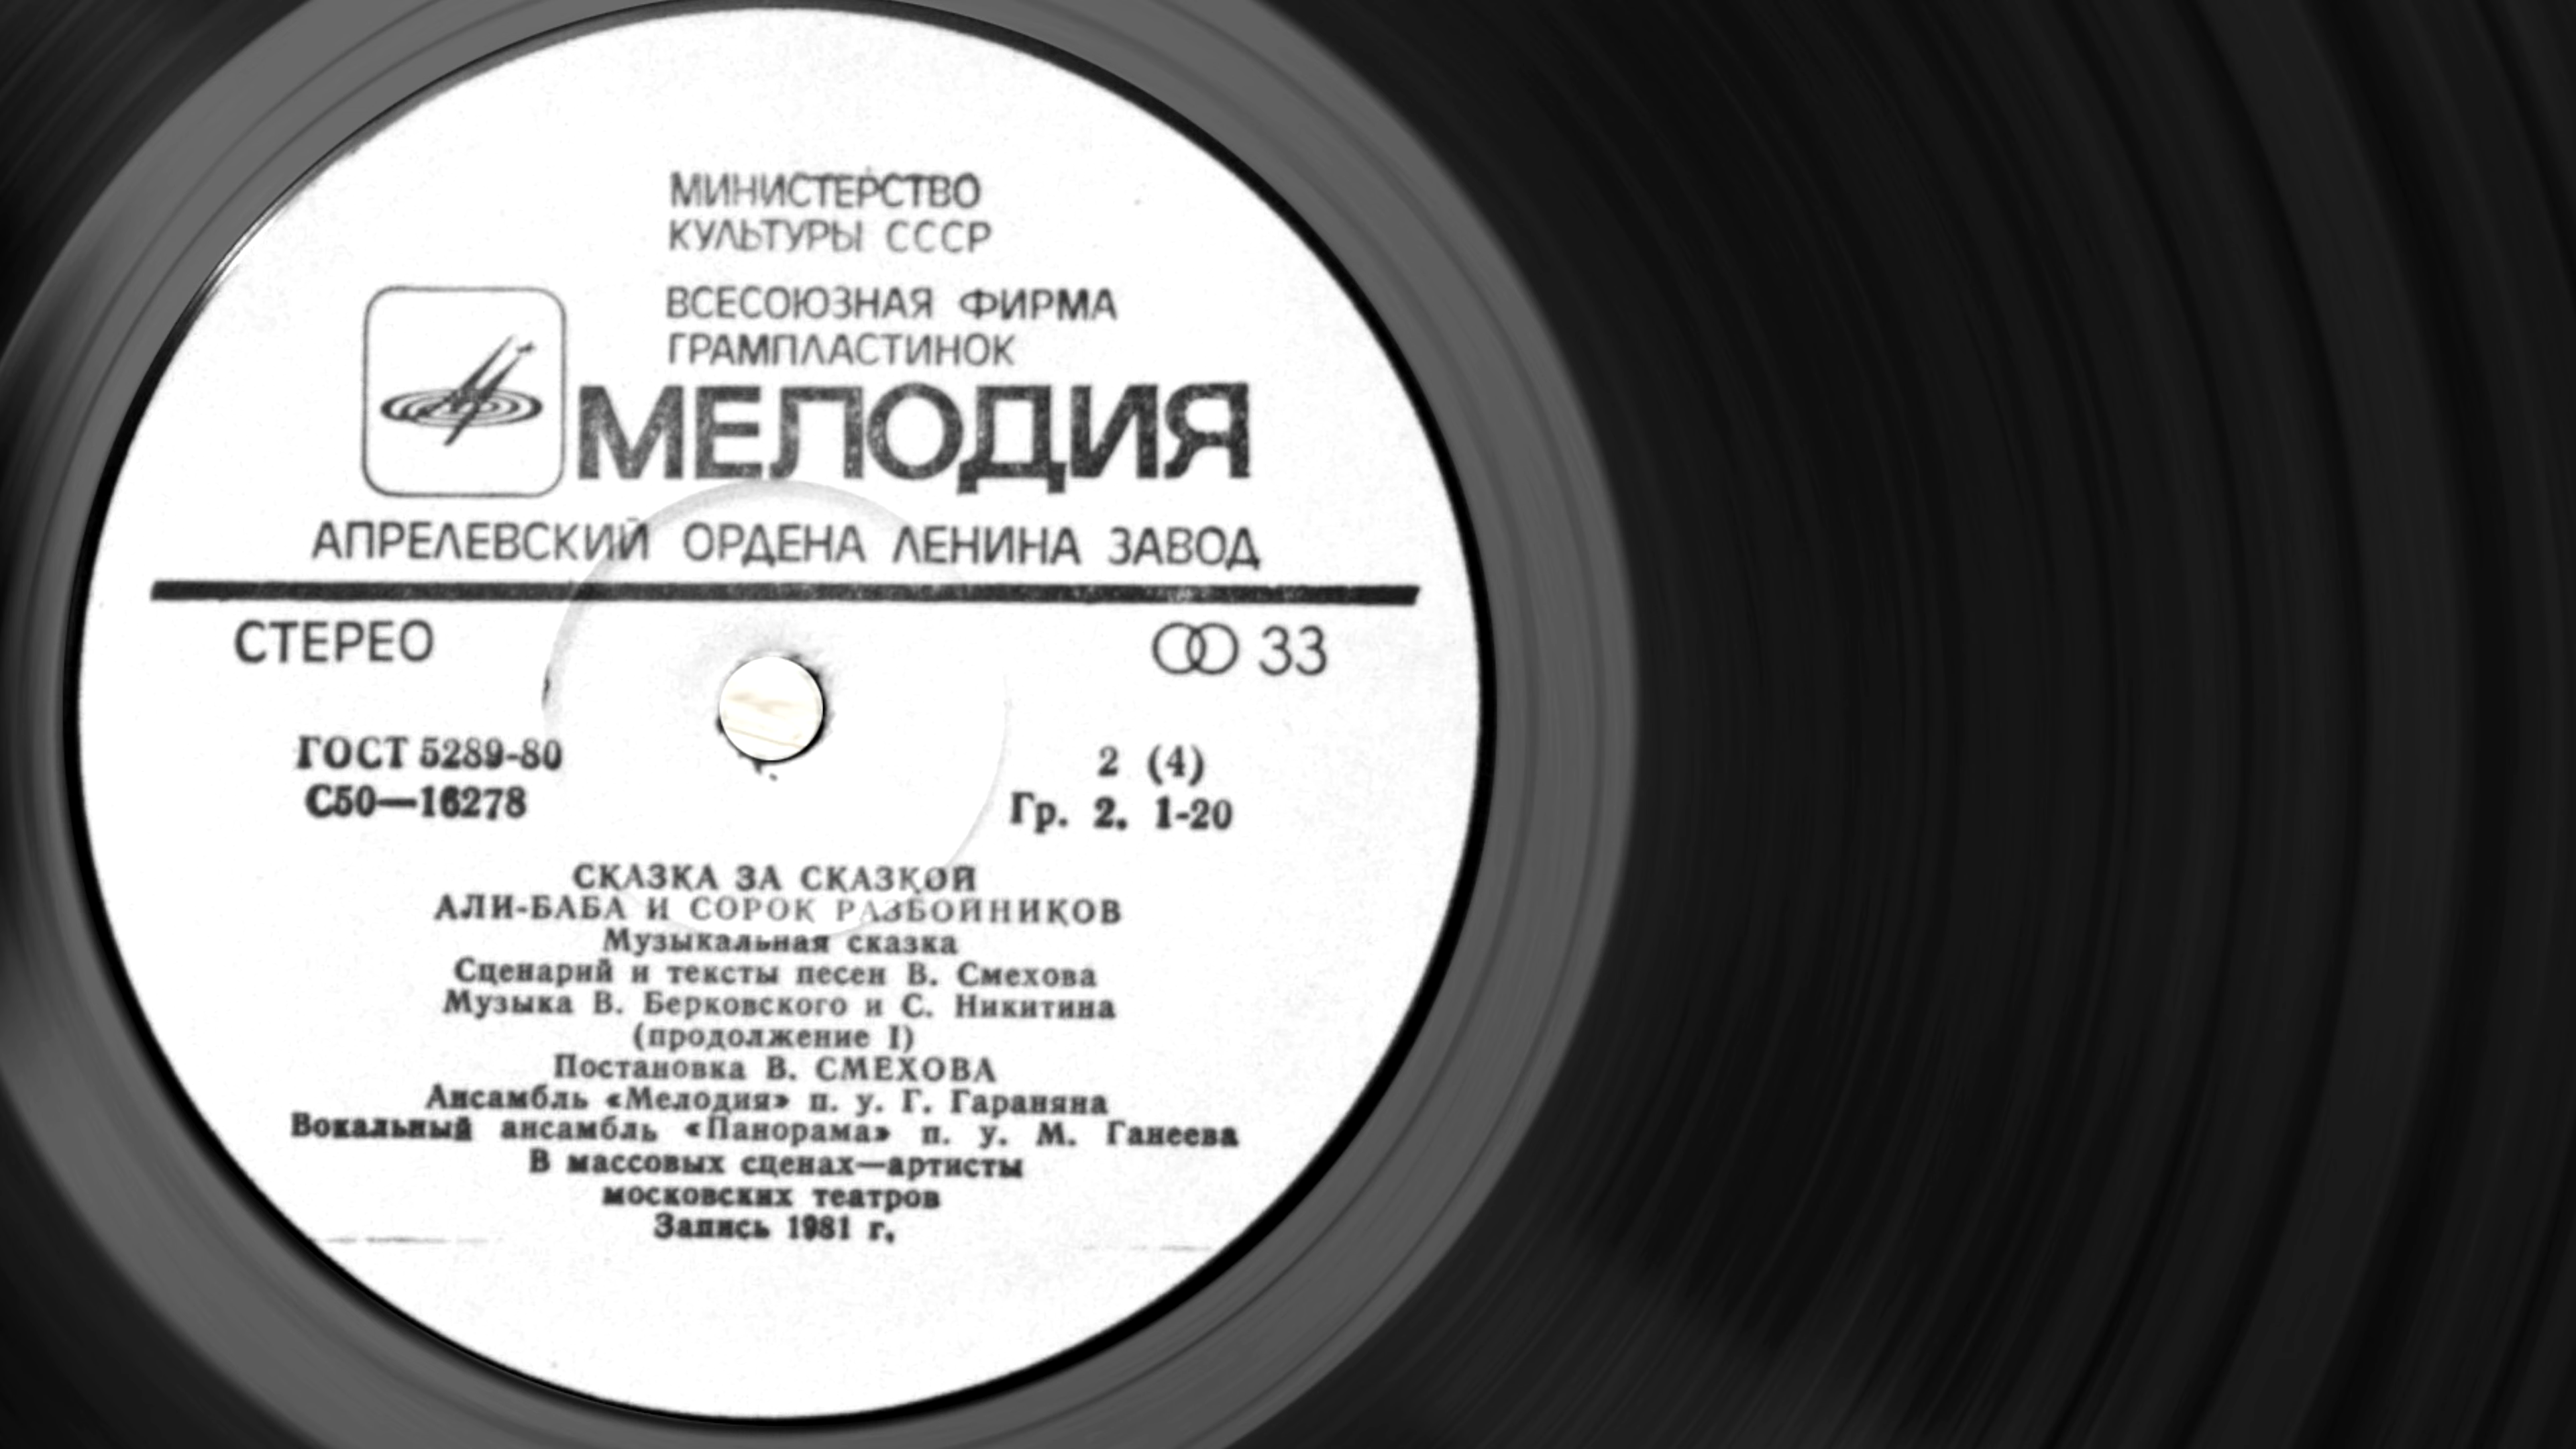 МИНИСТЕРСТВО
КУЛЬТУРЫ СССР
ВСЕСОЮЗНАЯ ФИРМА
ГРАМПЛАСТИНОК
МЕЛОДИЯ
АПРЕЛЕВСКИЙ ОРДЕНА ЛЕНИНА ЗАВОД
СТЕРЕО 33
ГОСТ 5289-80 2 (4)
С50—16278 Гр. 2. 1-20
СКАЗКА ЗА СКАЗКОЙ
АЛИ-БАБА И СОРОК РАЗБОЙНИКОВ
Музыкальная сказка
Сценарий и тексты песен В. Смехова
Музыка В. Берковского и С. Никитина
(продолжение I)
Постановка В. СМЕХОВА
Ансамбль «Мелодия» п. у. Г. Гараняна
Вокальный ансамбль «Панорама» п. у. М. Ганеева
В массовых сценах—артисты
московских театров
Запись 1981 г.